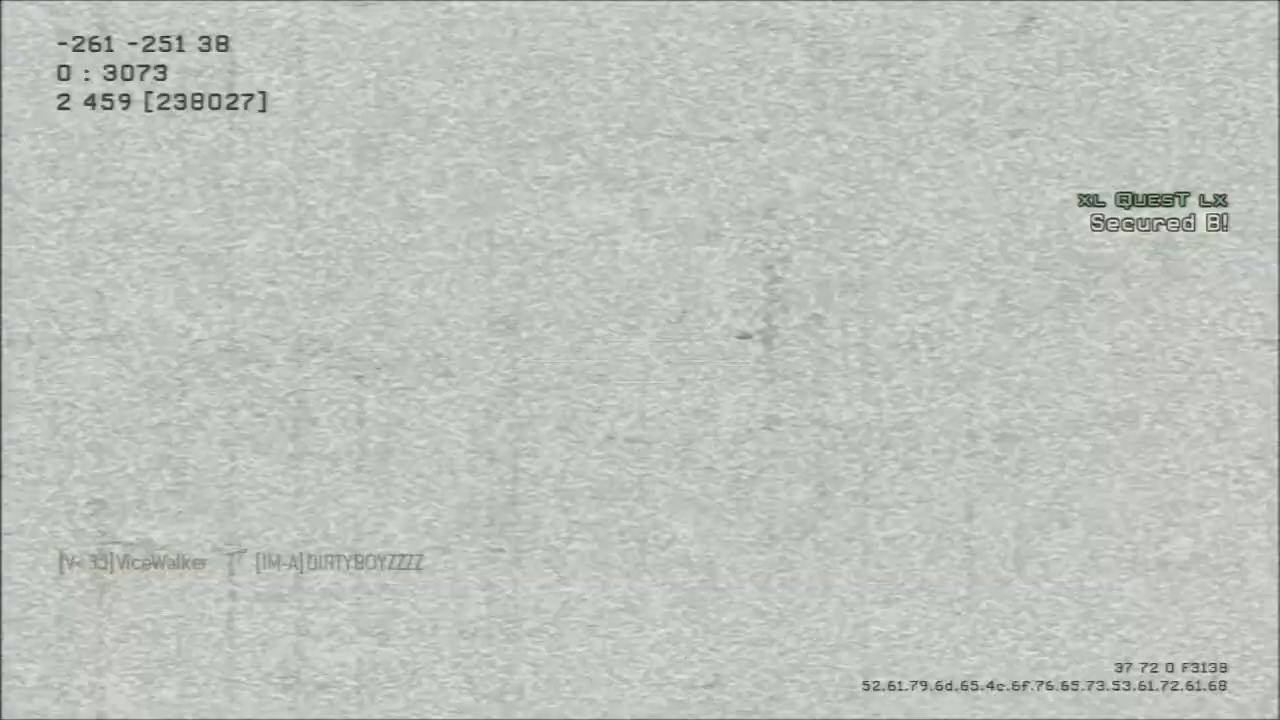 -261 -251 38
0 : 3073
2 459 [238027]
XL QUEST LX
Secured B!
ViceWalker [IM-A]DIRTYBOYZZZZ
37 72 0 F313B
52.61.79.6d.65.4c.6f.76.65.73.53.61.72.61.68